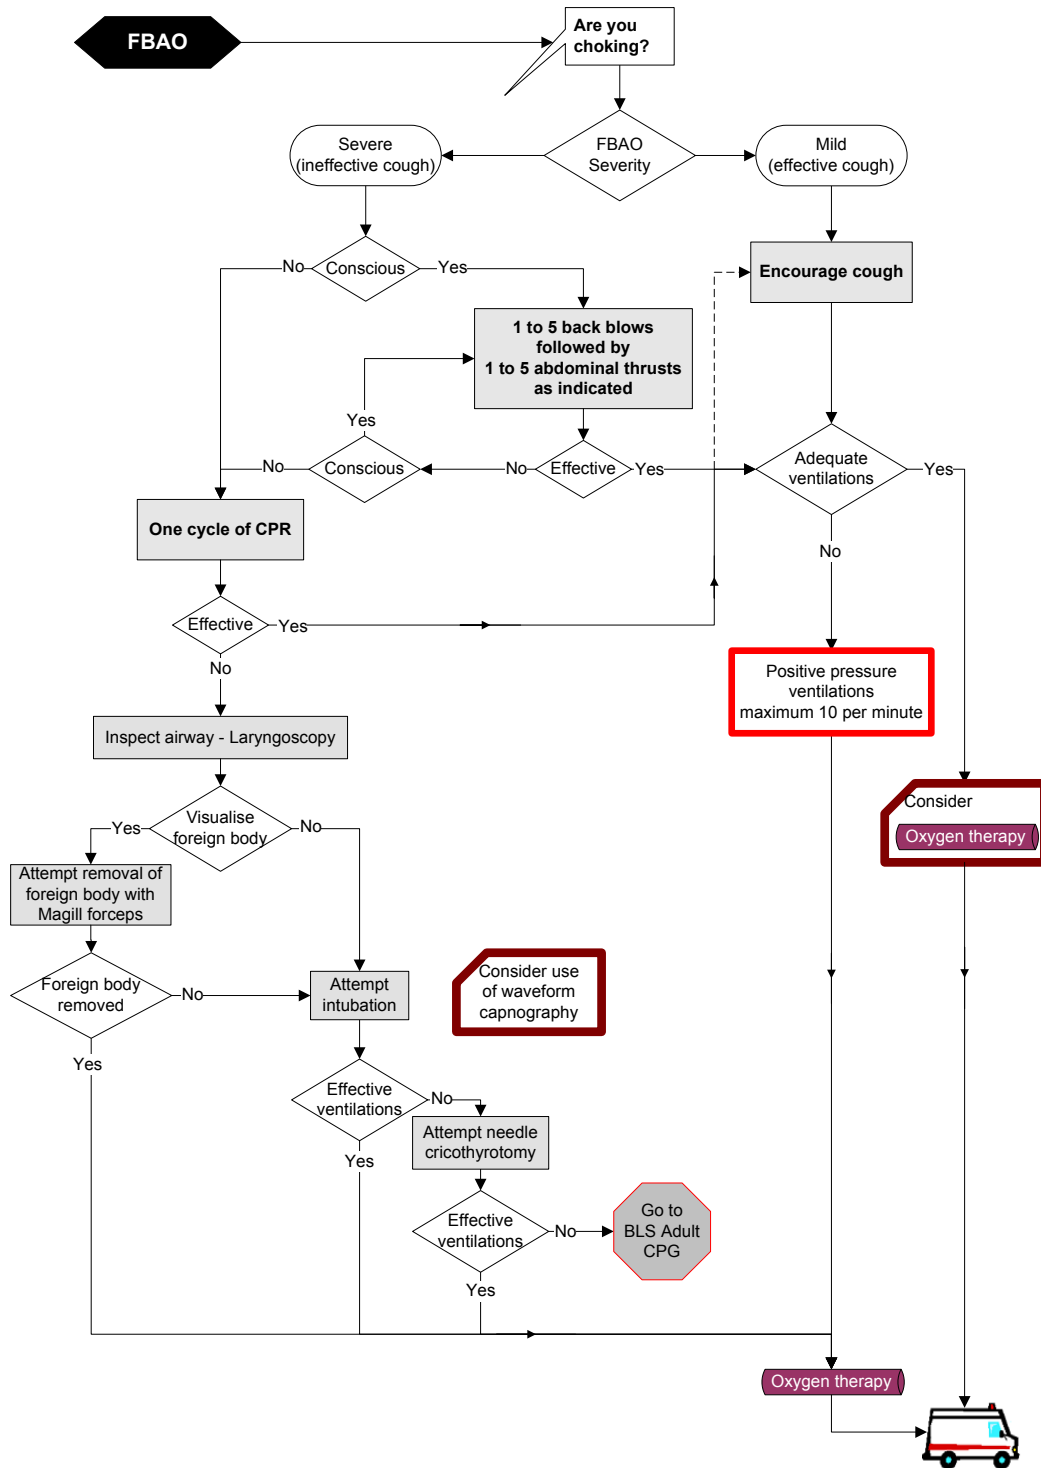 FBAO
Are you
choking?
Severe
(ineffective cough)
FBAO
Severity
Mild
(effective cough)
No
Conscious
Yes
Encourage cough
1 to 5 back blows
followed by
1 to 5 abdominal thrusts
as indicated
Yes
No
Conscious
No
Effective
Yes
Adequate
ventilations
Yes
One cycle of CPR
No
Effective
Yes
No
Positive pressure
ventilations
maximum 10 per minute
Inspect airway - Laryngoscopy
Consider
Oxygen therapy
Yes
Visualise
foreign body
No
Attempt removal of
foreign body with
Magill forceps
Foreign body
removed
No
Attempt
intubation
Consider use
of waveform
capnography
Yes
Effective
ventilations
No
Attempt needle
cricothyrotomy
Yes
Effective
ventilations
No
Go to
BLS Adult
CPG
Yes
Oxygen therapy